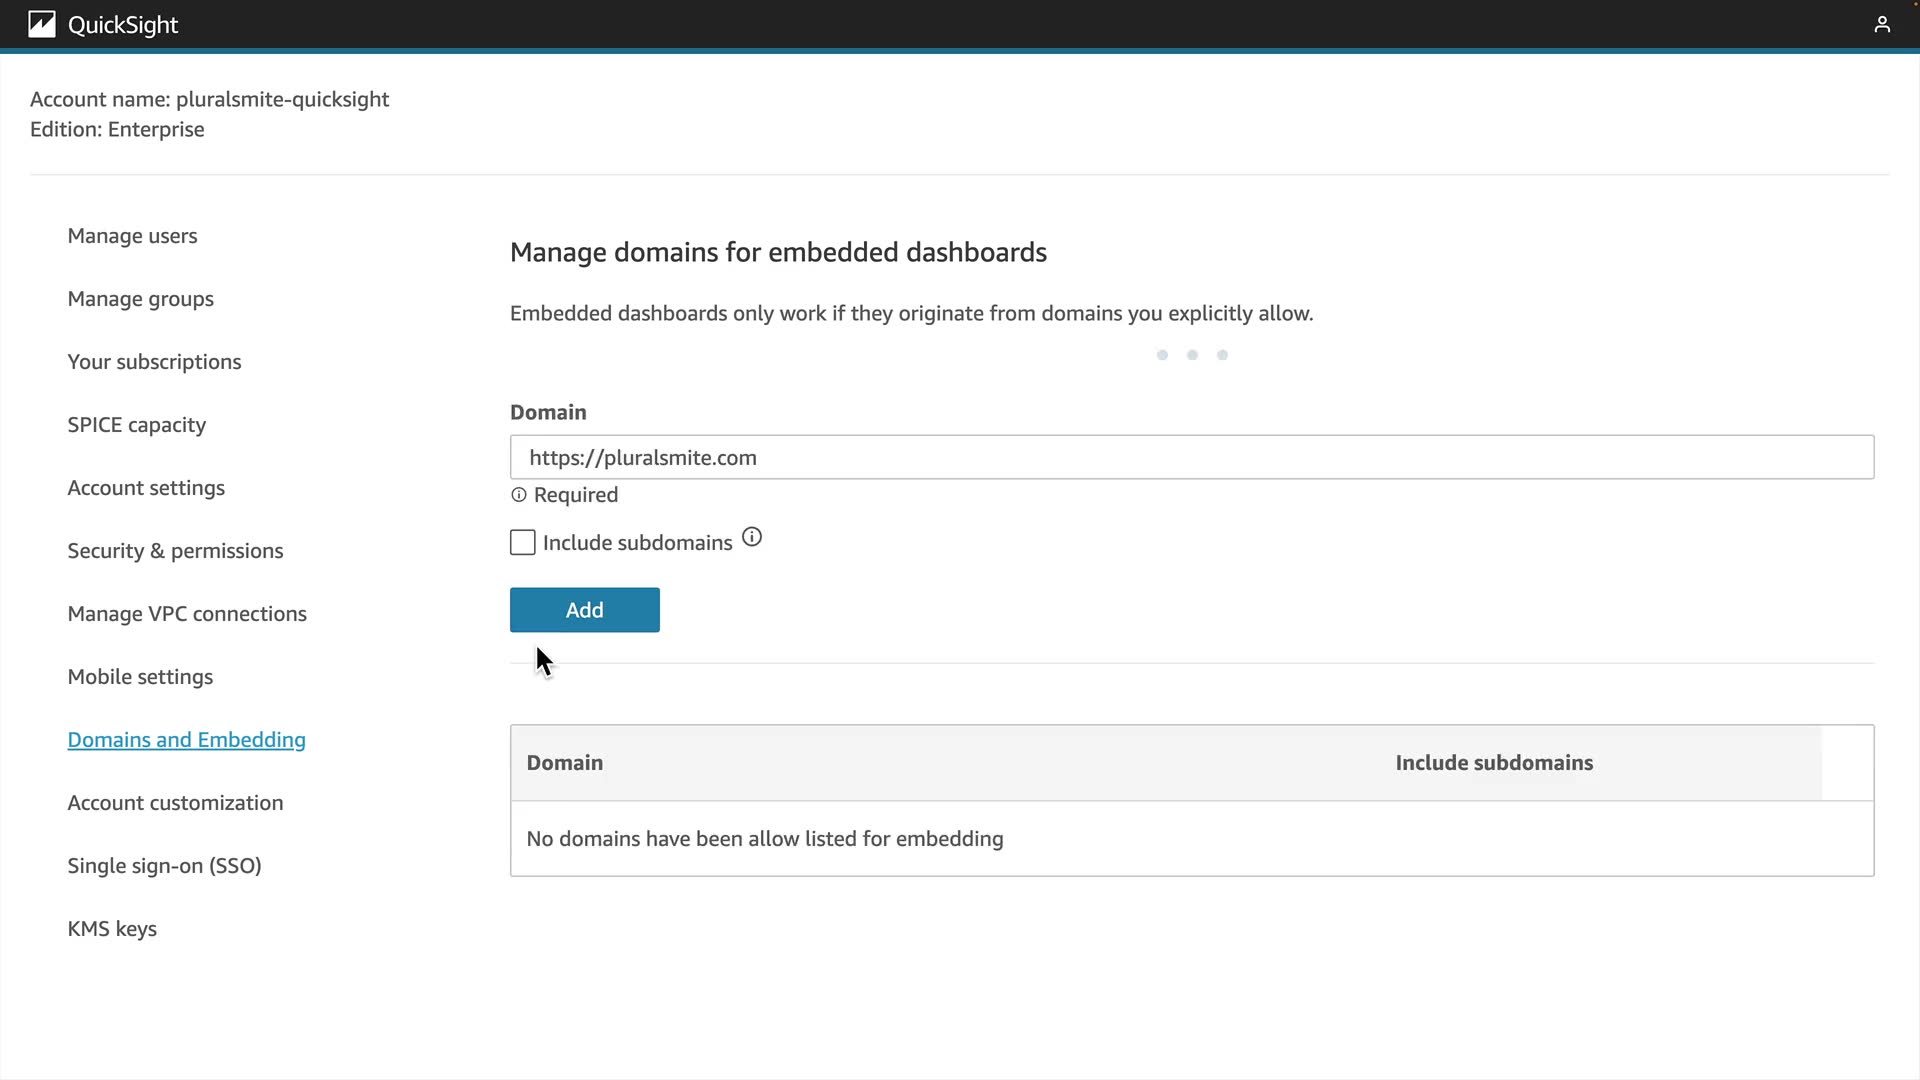 QuickSight
Account name: pluralsmite-quicksight
Edition: Enterprise
Manage users
Manage groups
Your subscriptions
SPICE capacity
Account settings
Security & permissions
Manage VPC connections
Mobile settings
Domains and Embedding
Account customization
Single sign-on (SSO)
KMS keys
Manage domains for embedded dashboards
Embedded dashboards only work if they originate from domains you explicitly allow.
Domain
https://pluralsmite.com
Required
Include subdomains
Add
Domain Include subdomains
No domains have been allow listed for embedding